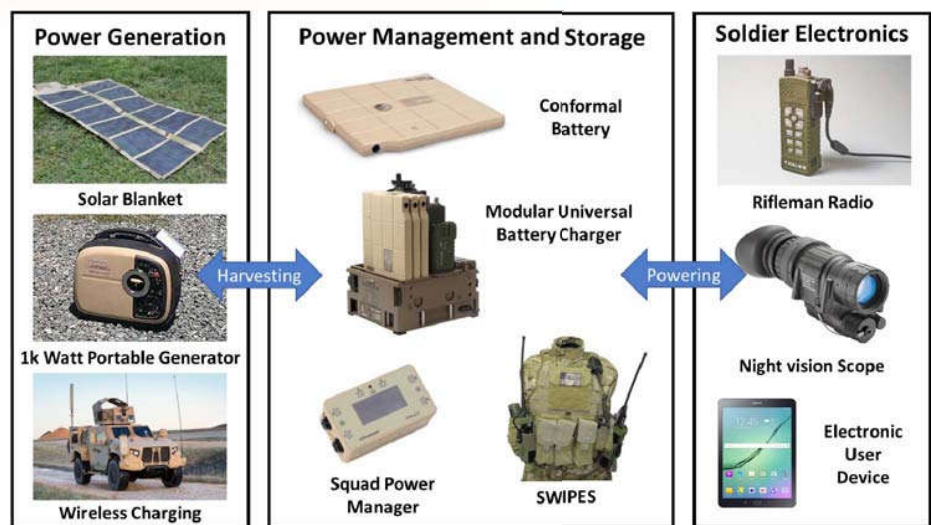 Power Generation
Solar Blanket
1k Watt Portable Generator
Wireless Charging
Harvesting
Power Management and Storage
Conformal
Battery
Modular Universal
Battery Charger
Squad Power
Manager
SWIPES
Powering
Soldier Electronics
Rifleman Radio
Night vision Scope
Electronic
User
Device